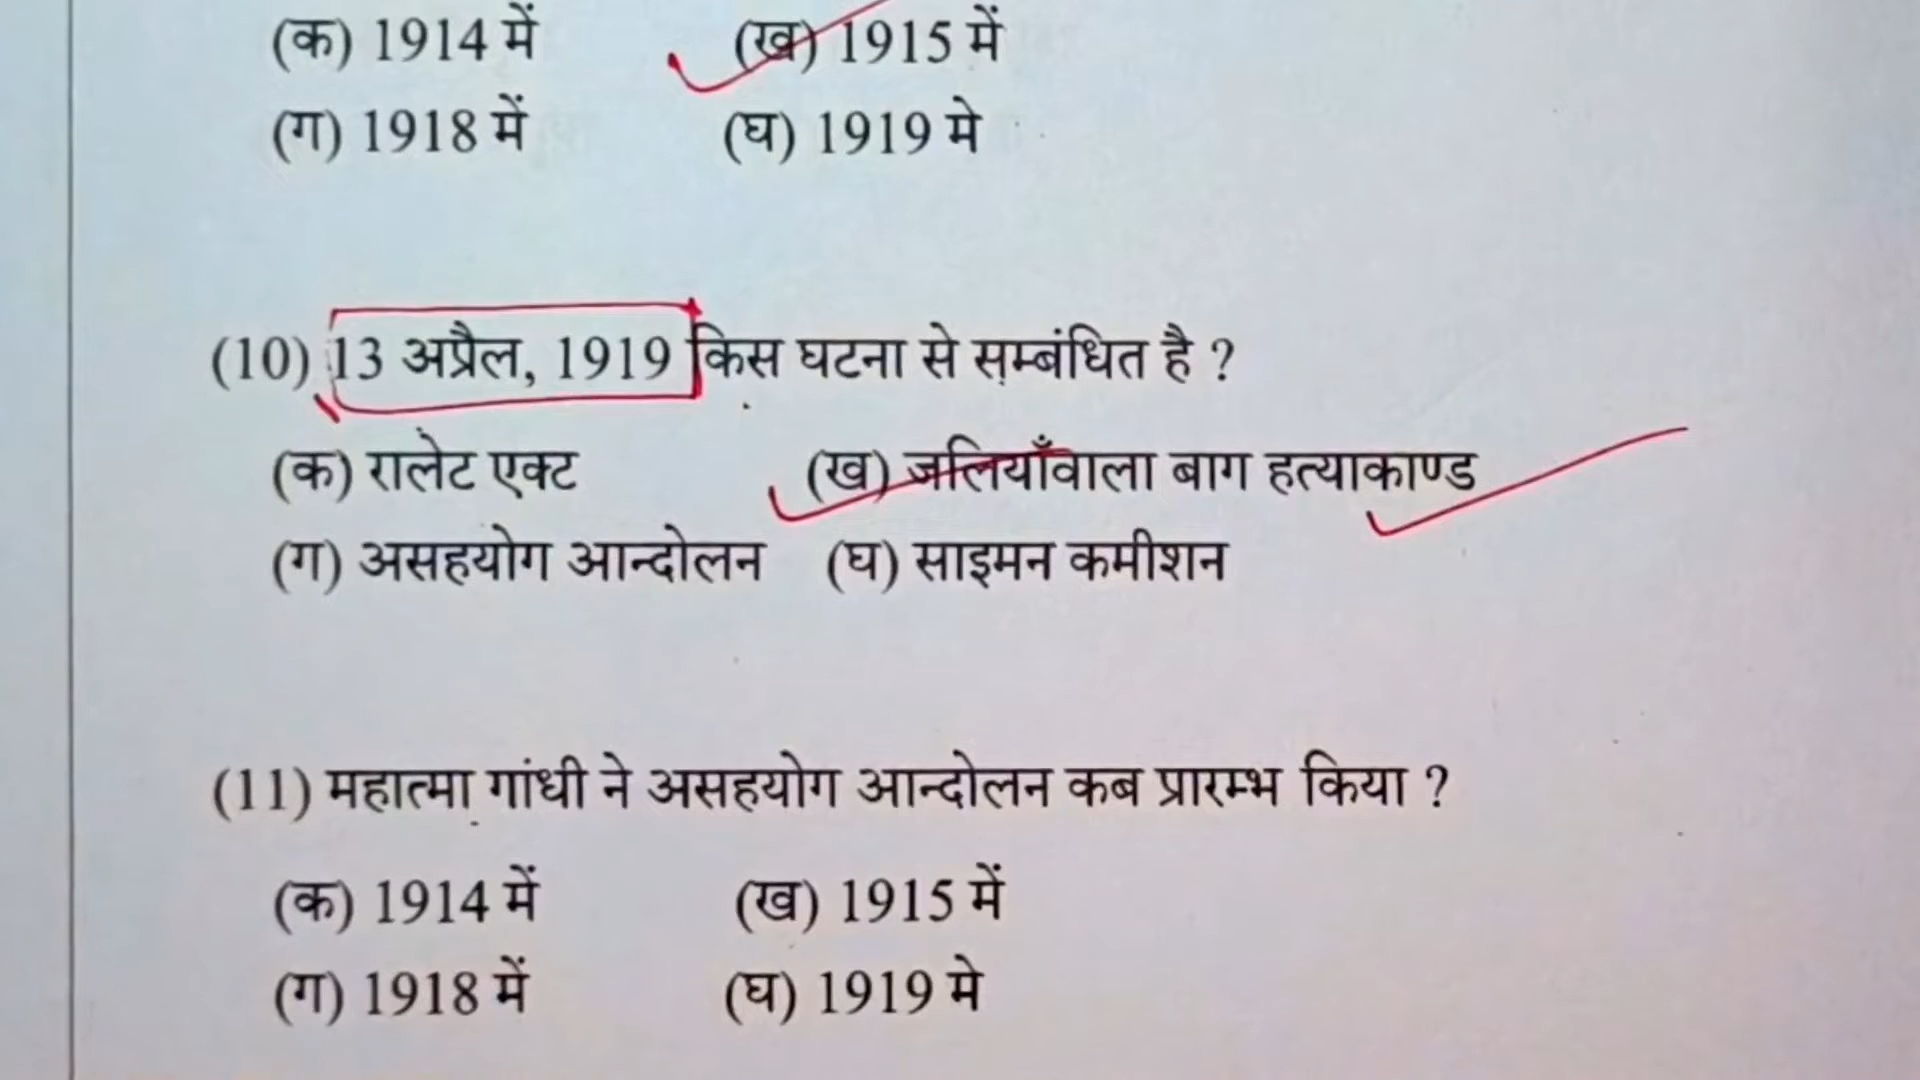 (क) 1914 में (ख) 1915 में
(ग) 1918 में (घ) 1919 मे
(10) 13 अप्रैल, 1919 किस घटना से सम्बंधित है ?
(क) रालेट एक्ट (ख) जलियाँवाला बाग हत्याकाण्ड
(ग) असहयोग आन्दोलन (घ) साइमन कमीशन
(11) महात्मा गांधी ने असहयोग आन्दोलन कब प्रारम्भ किया ?
(क) 1914 में (ख) 1915 में
(ग) 1918 में (घ) 1919 मे